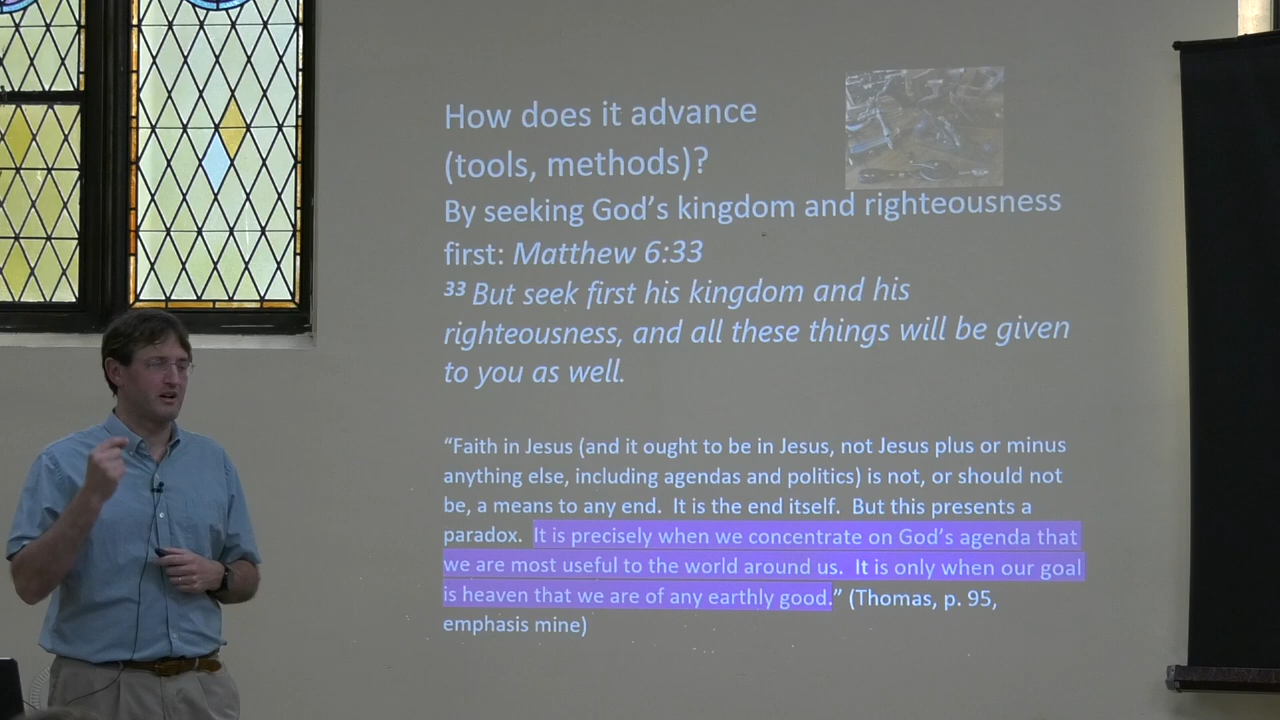 How does it advance
(tools, methods)?
By seeking God's kingdom and righteousness
first: Matthew 6:33
33 But seek first his kingdom and his
righteousness, and all these things will be given
to you as well.
“Faith in Jesus (and it ought to be in Jesus, not Jesus plus or minus
anything else, including agendas and politics) is not, or should not
be, a means to any end.  It is the end itself.  But this presents a
paradox.  It is precisely when we concentrate on God's agenda that
we are most useful to the world around us.  It is only when our goal
is heaven that we are of any earthly good.” (Thomas, p. 95,
emphasis mine)